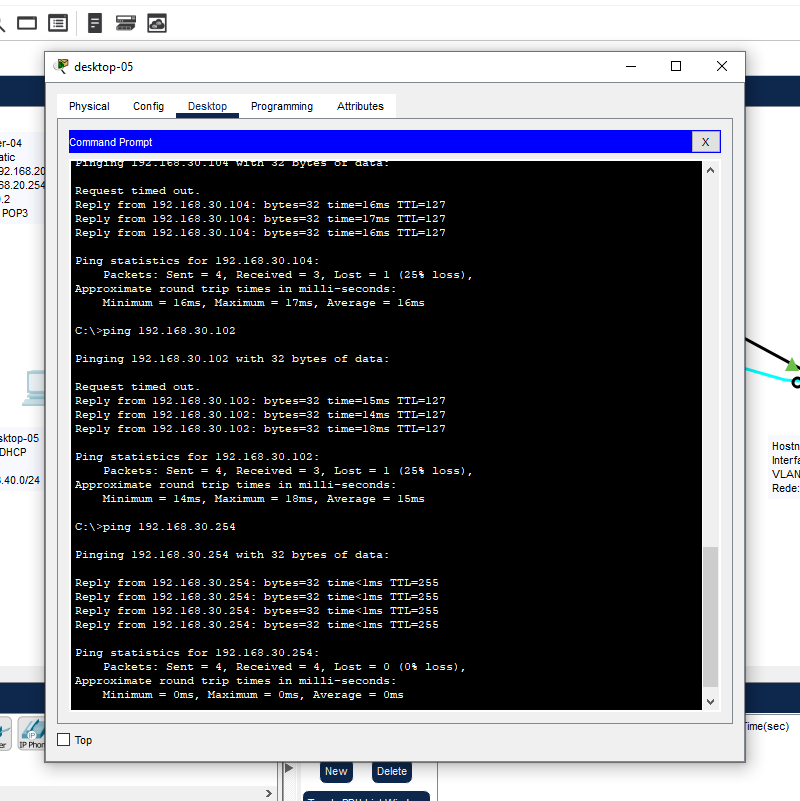 desktop-05
Physical Config Desktop Programming Attributes
Command Prompt
X
Pinging 192.168.30.104 with 32 bytes of data:
Request timed out.
Reply from 192.168.30.104: bytes=32 time=16ms TTL=127
Reply from 192.168.30.104: bytes=32 time=17ms TTL=127
Reply from 192.168.30.104: bytes=32 time=16ms TTL=127
Ping statistics for 192.168.30.104:
Packets: Sent = 4, Received = 3, Lost = 1 (25% loss),
Approximate round trip times in milli-seconds:
Minimum = 16ms, Maximum = 17ms, Average = 16ms
C:\>ping 192.168.30.102
Pinging 192.168.30.102 with 32 bytes of data:
Request timed out.
Reply from 192.168.30.102: bytes=32 time=15ms TTL=127
Reply from 192.168.30.102: bytes=32 time=14ms TTL=127
Reply from 192.168.30.102: bytes=32 time=18ms TTL=127
Ping statistics for 192.168.30.102:
Packets: Sent = 4, Received = 3, Lost = 1 (25% loss),
Approximate round trip times in milli-seconds:
Minimum = 14ms, Maximum = 18ms, Average = 15ms
C:\>ping 192.168.30.254
Pinging 192.168.30.254 with 32 bytes of data:
Reply from 192.168.30.254: bytes=32 time<1ms TTL=255
Reply from 192.168.30.254: bytes=32 time<1ms TTL=255
Reply from 192.168.30.254: bytes=32 time<1ms TTL=255
Reply from 192.168.30.254: bytes=32 time<1ms TTL=255
Ping statistics for 192.168.30.254:
Packets: Sent = 4, Received = 4, Lost = 0 (0% loss),
Approximate round trip times in milli-seconds:
Minimum = 0ms, Maximum = 0ms, Average = 0ms
Top
er-04
atic
92.168.20
68.20.254
.2
POP3
sktop-05
DHCP
.40.0/24
Hostn
Interfa
VLAN
Rede:
Time(sec)
er
IP Phon
New
Delete